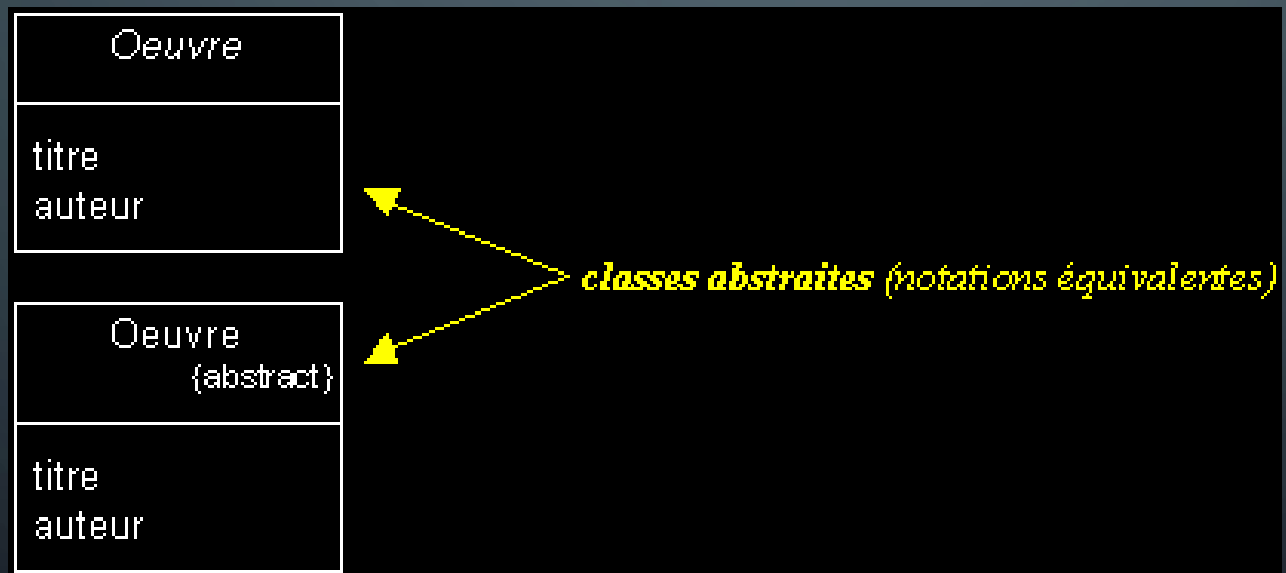 Oeuvre
titre
auteur
classes abstraites (notations équivalentes)
Oeuvre
{abstract}
titre
auteur